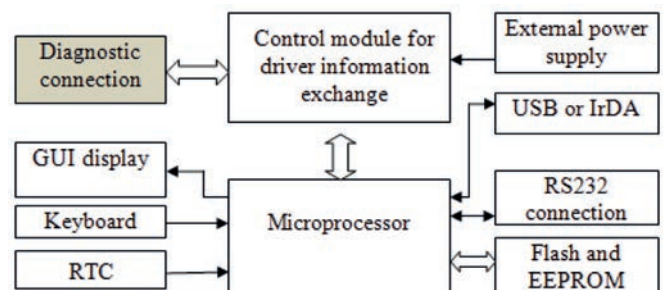 Diagnostic
connection
Control module for
driver information
exchange
External power
supply
USB or IrDA
GUI display
Keyboard
RTC
Microprocessor
RS232
connection
Flash and
EEPROM